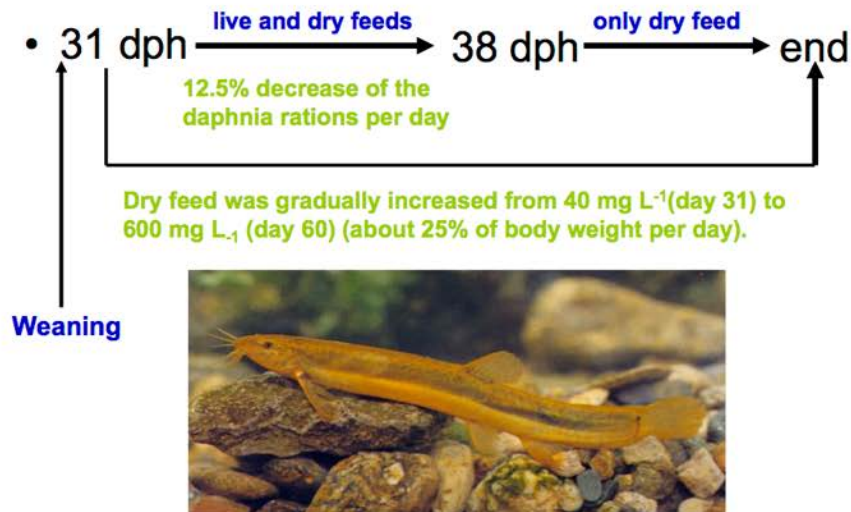 live and dry feeds
only dry feed
• 31 dph
38 dph
end
12.5% decrease of the
daphnia rations per day
Dry feed was gradually increased from 40 mg L⁻¹(day 31) to
600 mg L₋₁ (day 60) (about 25% of body weight per day).
Weaning